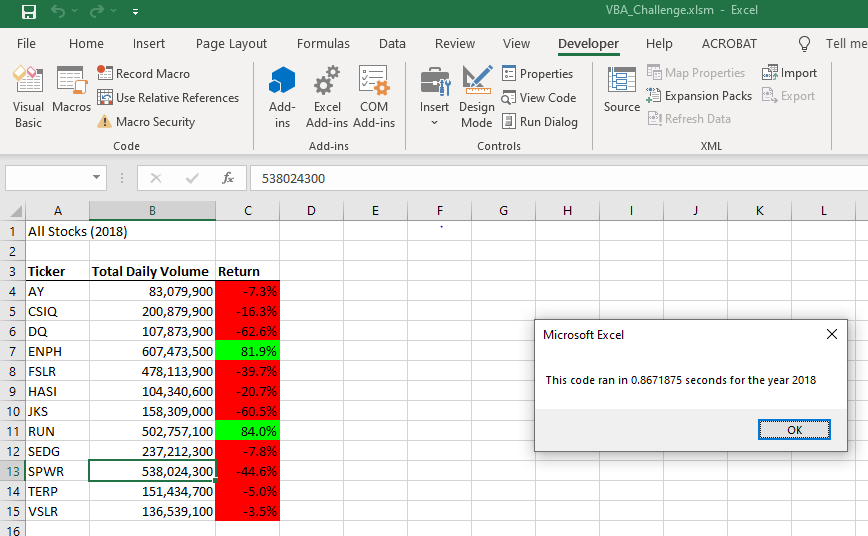 VBA_Challenge.xlsm - Excel
File Home Insert Page Layout Formulas Data Review View Developer Help ACROBAT Tell me
Visual Basic
Macros
Record Macro
Use Relative References
Macro Security
Code
Add-ins
Excel Add-ins
COM Add-ins
Add-ins
Insert
Design Mode
Properties
View Code
Run Dialog
Controls
Source
Map Properties
Expansion Packs
Refresh Data
Import
Export
XML
fx 538024300
A B C D E F G H I J K L
1 All Stocks (2018)
2
3 Ticker Total Daily Volume Return
4 AY 83,079,900 -7.3%
5 CSIQ 200,879,900 -16.3%
6 DQ 107,873,900 -62.6%
7 ENPH 607,473,500 81.9%
8 FSLR 478,113,900 -39.7%
9 HASI 104,340,600 -20.7%
10 JKS 158,309,000 -60.5%
11 RUN 502,757,100 84.0%
12 SEDG 237,212,300 -7.8%
13 SPWR 538,024,300 -44.6%
14 TERP 151,434,700 -5.0%
15 VSLR 136,539,100 -3.5%
16
Microsoft Excel
This code ran in 0.8671875 seconds for the year 2018
OK